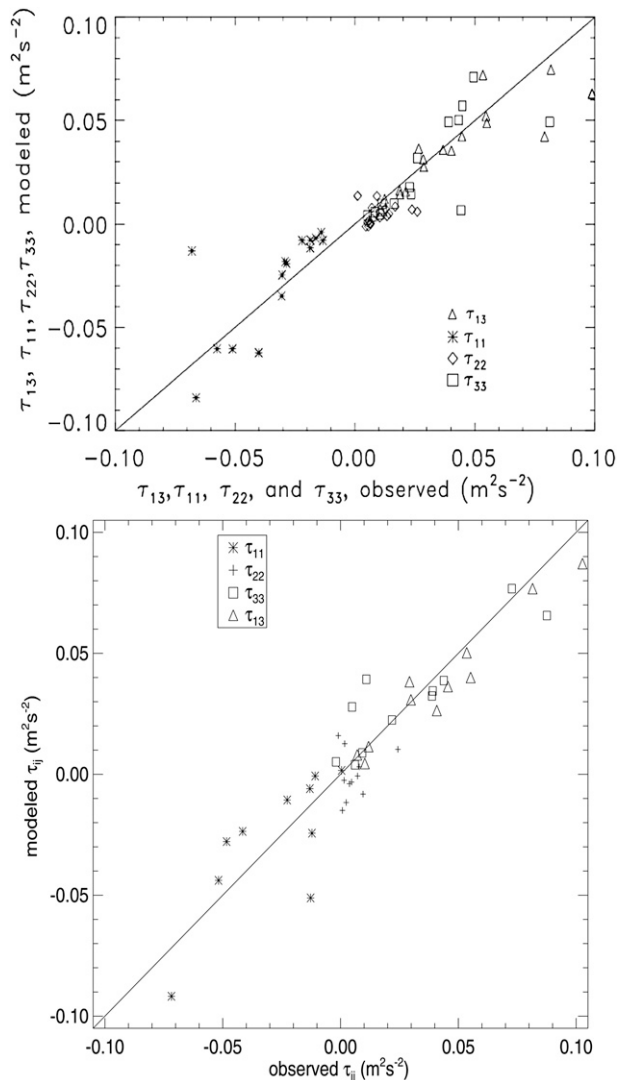 0.10
0.05
0.00
-0.05
-0.10
τ13, τ11, τ22, τ33, modeled (m²s⁻²)
△ τ13
✳ τ11
◇ τ22
□ τ33
-0.10 -0.05 0.00 0.05 0.10
τ13,τ11, τ22, and τ33, observed (m²s⁻²)
0.10
0.05
0.00
-0.05
-0.10
modeled τij (m²s⁻²)
✳ τ11
+ τ22
□ τ33
△ τ13
-0.10 -0.05 0.00 0.05 0.10
observed τij (m²s⁻²)